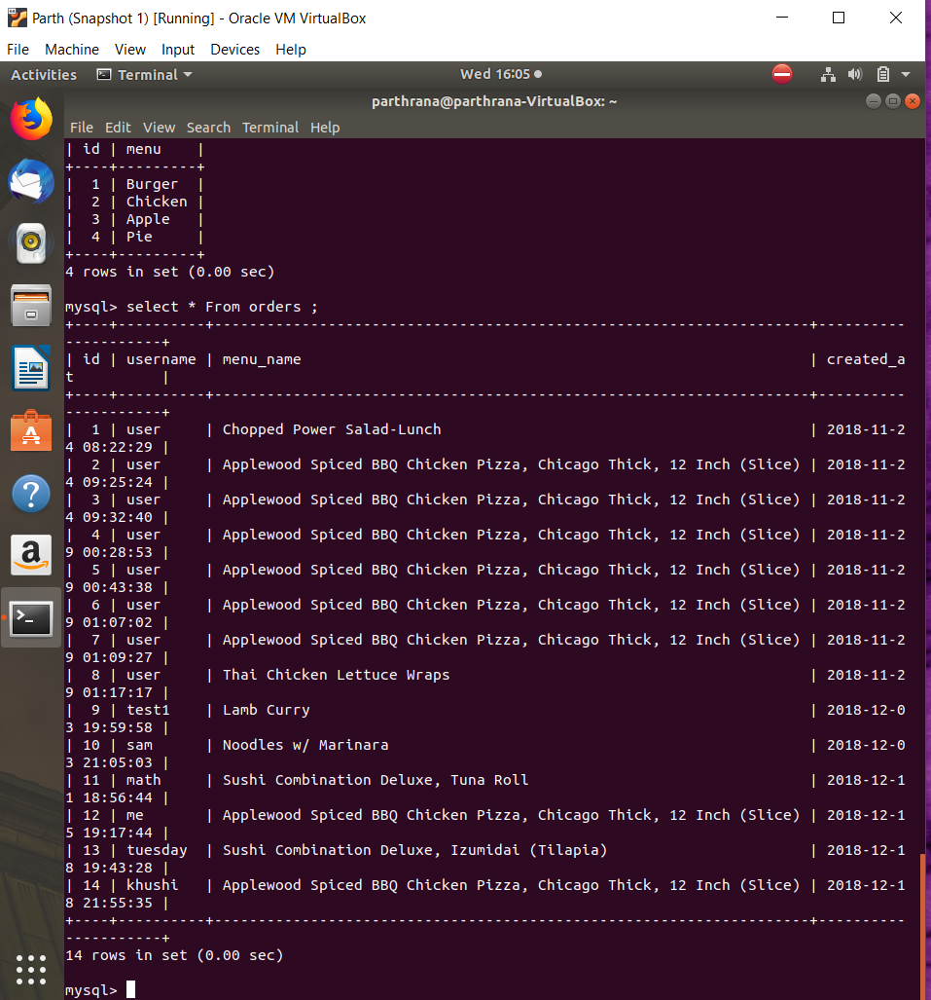 Parth (Snapshot 1) [Running] - Oracle VM VirtualBox
File Machine View Input Devices Help
Activities Terminal Wed 16:05
parthrana@parthrana-VirtualBox: ~
File Edit View Search Terminal Help
| id | menu    |
+----+---------+
|  1 | Burger  |
|  2 | Chicken |
|  3 | Apple   |
|  4 | Pie     |
+----+---------+
4 rows in set (0.00 sec)
mysql> select * From orders ;
+----+----------+--------------------------------------------------------------------+----------
-----------+
| id | username | menu_name                                                          | created_a
t          |
+----+----------+--------------------------------------------------------------------+----------
-----------+
|  1 | user     | Chopped Power Salad-Lunch                                          | 2018-11-2
4 08:22:29 |
|  2 | user     | Applewood Spiced BBQ Chicken Pizza, Chicago Thick, 12 Inch (Slice) | 2018-11-2
4 09:25:24 |
|  3 | user     | Applewood Spiced BBQ Chicken Pizza, Chicago Thick, 12 Inch (Slice) | 2018-11-2
4 09:32:40 |
|  4 | user     | Applewood Spiced BBQ Chicken Pizza, Chicago Thick, 12 Inch (Slice) | 2018-11-2
9 00:28:53 |
|  5 | user     | Applewood Spiced BBQ Chicken Pizza, Chicago Thick, 12 Inch (Slice) | 2018-11-2
9 00:43:38 |
|  6 | user     | Applewood Spiced BBQ Chicken Pizza, Chicago Thick, 12 Inch (Slice) | 2018-11-2
9 01:07:02 |
|  7 | user     | Applewood Spiced BBQ Chicken Pizza, Chicago Thick, 12 Inch (Slice) | 2018-11-2
9 01:09:27 |
|  8 | user     | Thai Chicken Lettuce Wraps                                         | 2018-11-2
9 01:17:17 |
|  9 | test1    | Lamb Curry                                                         | 2018-12-0
3 19:59:58 |
| 10 | sam      | Noodles w/ Marinara                                                | 2018-12-0
3 21:05:03 |
| 11 | math     | Sushi Combination Deluxe, Tuna Roll                                | 2018-12-1
1 18:56:44 |
| 12 | me       | Applewood Spiced BBQ Chicken Pizza, Chicago Thick, 12 Inch (Slice) | 2018-12-1
5 19:17:44 |
| 13 | tuesday  | Sushi Combination Deluxe, Izumidai (Tilapia)                       | 2018-12-1
8 19:43:28 |
| 14 | khushi   | Applewood Spiced BBQ Chicken Pizza, Chicago Thick, 12 Inch (Slice) | 2018-12-1
8 21:55:35 |
+----+----------+--------------------------------------------------------------------+----------
-----------+
14 rows in set (0.00 sec)
mysql>